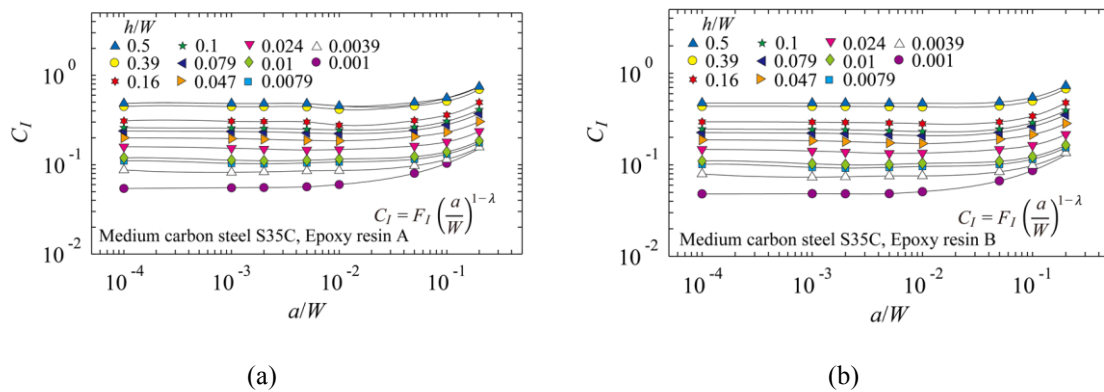 h/W
0.5 0.1 0.024 0.0039
0.39 0.079 0.01 0.001
0.16 0.047 0.0079
10^0
C_I
10^-1
C_I = F_I (a/W)^{1-λ}
Medium carbon steel S35C, Epoxy resin A
10^-2
10^-4 10^-3 10^-2 10^-1
a/W
(a)
h/W
0.5 0.1 0.024 0.0039
0.39 0.079 0.01 0.001
0.16 0.047 0.0079
10^0
C_I
10^-1
C_I = F_I (a/W)^{1-λ}
Medium carbon steel S35C, Epoxy resin B
10^-2
10^-4 10^-3 10^-2 10^-1
a/W
(b)